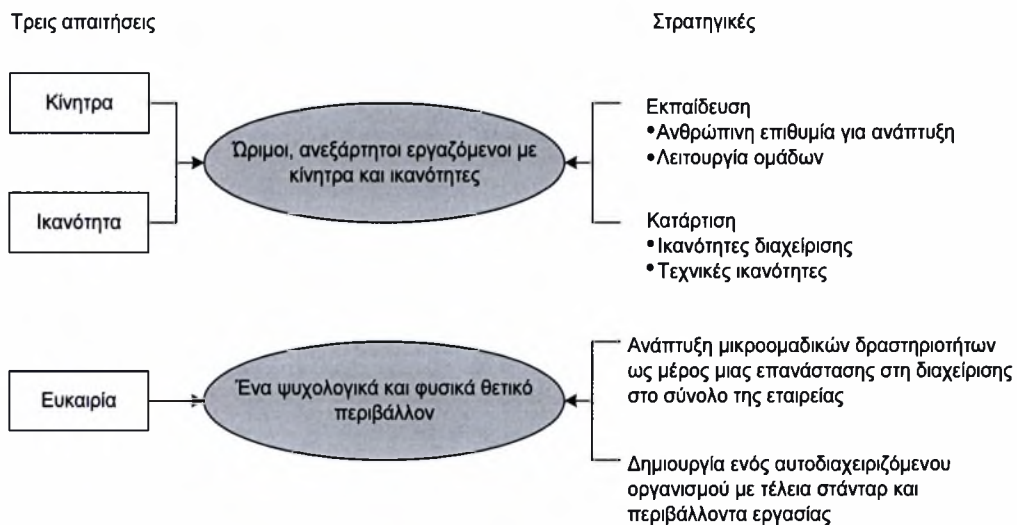 Τρεις απαιτήσεις
Στρατηγικές
Κίνητρα
Ικανότητα
Ώριμοι, ανεξάρτητοι εργαζόμενοι με
κίνητρα και ικανότητες
Εκπαίδευση
•Ανθρώπινη επιθυμία για ανάπτυξη
•Λειτουργία ομάδων
Κατάρτιση
• Ικανότητες διαχείρισης
• Τεχνικές ικανότητες
Ευκαιρία
Ένα ψυχολογικά και φυσικά θετικό
περιβάλλον
Ανάπτυξη μικροομαδικών δραστηριοτήτων
ως μέρος μιας επανάστασης στη διαχείρισης
στο σύνολο της εταιρείας
Δημιουργία ενός αυτοδιαχειριζόμενου
οργανισμού με τέλεια στάνταρ και
περιβάλλοντα εργασίας